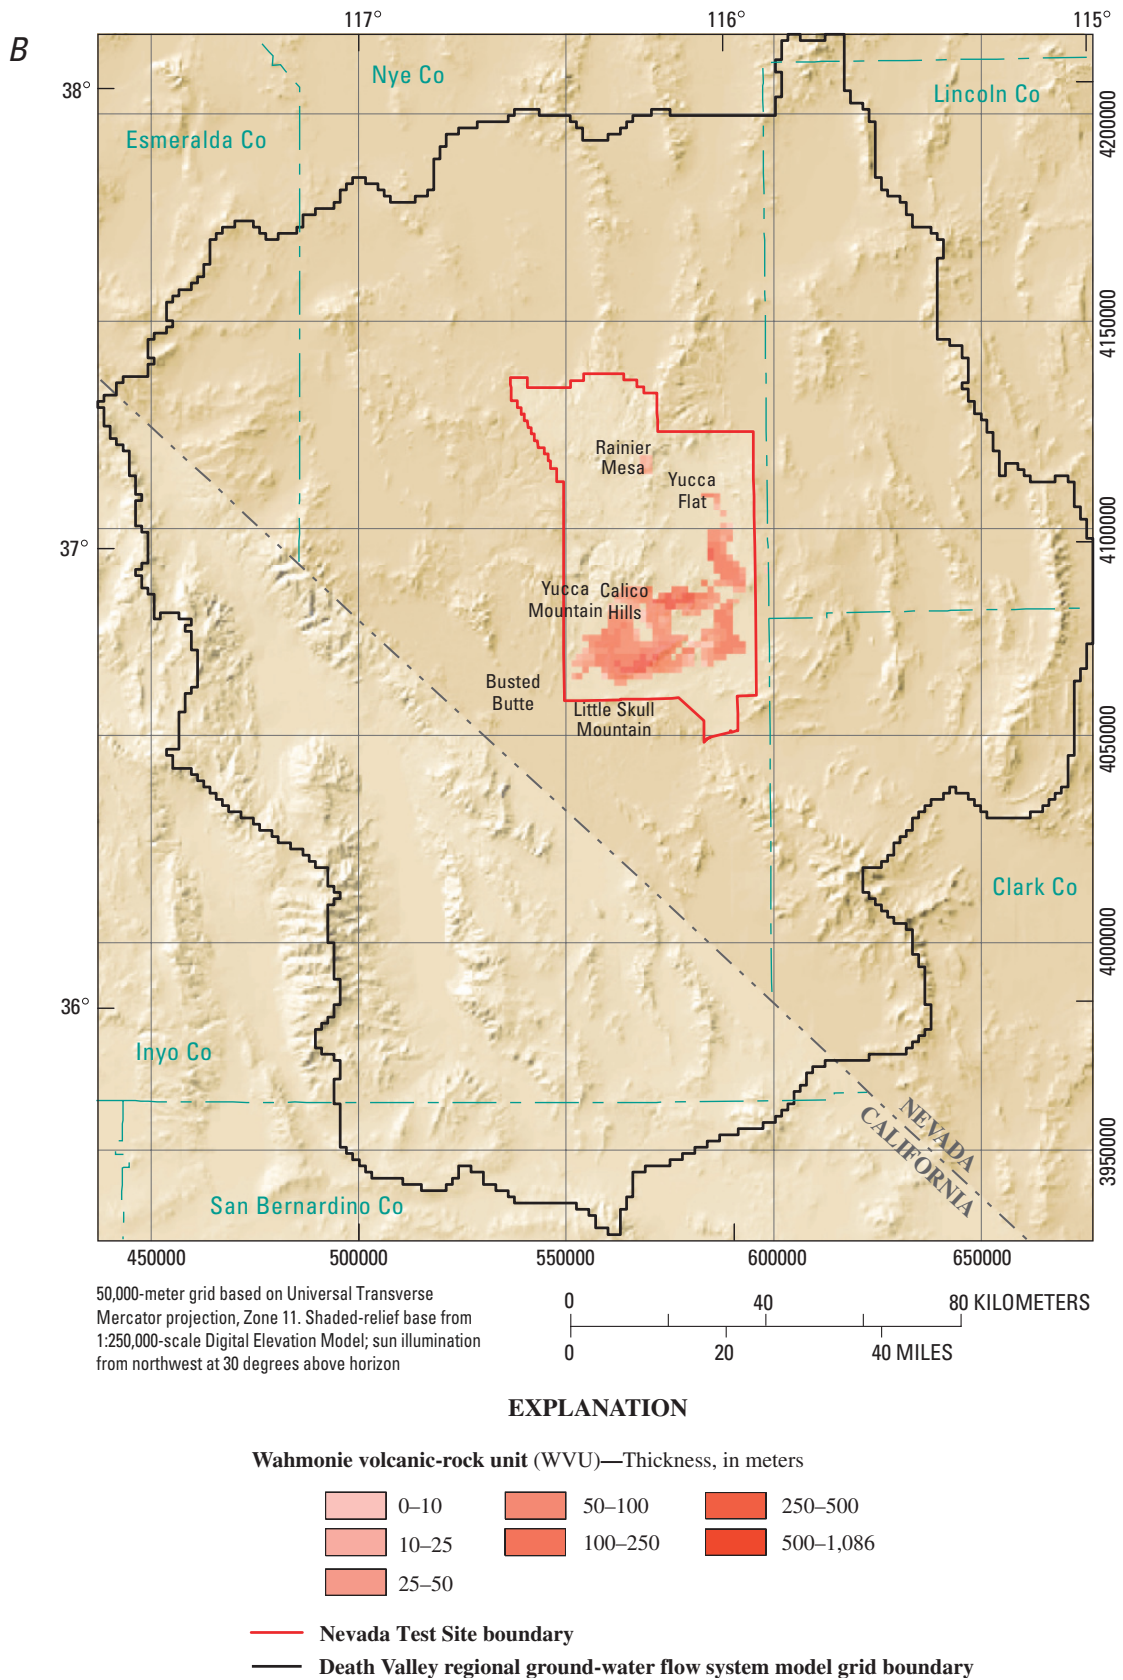 B
117°
116°
115°
38°
Nye Co
Lincoln Co
Esmeralda Co
4200000
4150000
Rainier
Mesa
Yucca
Flat
4100000
37°
Yucca
Mountain
Calico
Hills
Busted
Butte
Little Skull
Mountain
4050000
Clark Co
4000000
36°
Inyo Co
NEVADA
CALIFORNIA
3950000
San Bernardino Co
450000
500000
550000
600000
650000
50,000-meter grid based on Universal Transverse
Mercator projection, Zone 11. Shaded-relief base from
1:250,000-scale Digital Elevation Model; sun illumination
from northwest at 30 degrees above horizon
0 40 80 KILOMETERS
0 20 40 MILES
EXPLANATION
Wahmonie volcanic-rock unit (WVU)—Thickness, in meters
0–10
10–25
25–50
50–100
100–250
250–500
500–1,086
Nevada Test Site boundary
Death Valley regional ground-water flow system model grid boundary